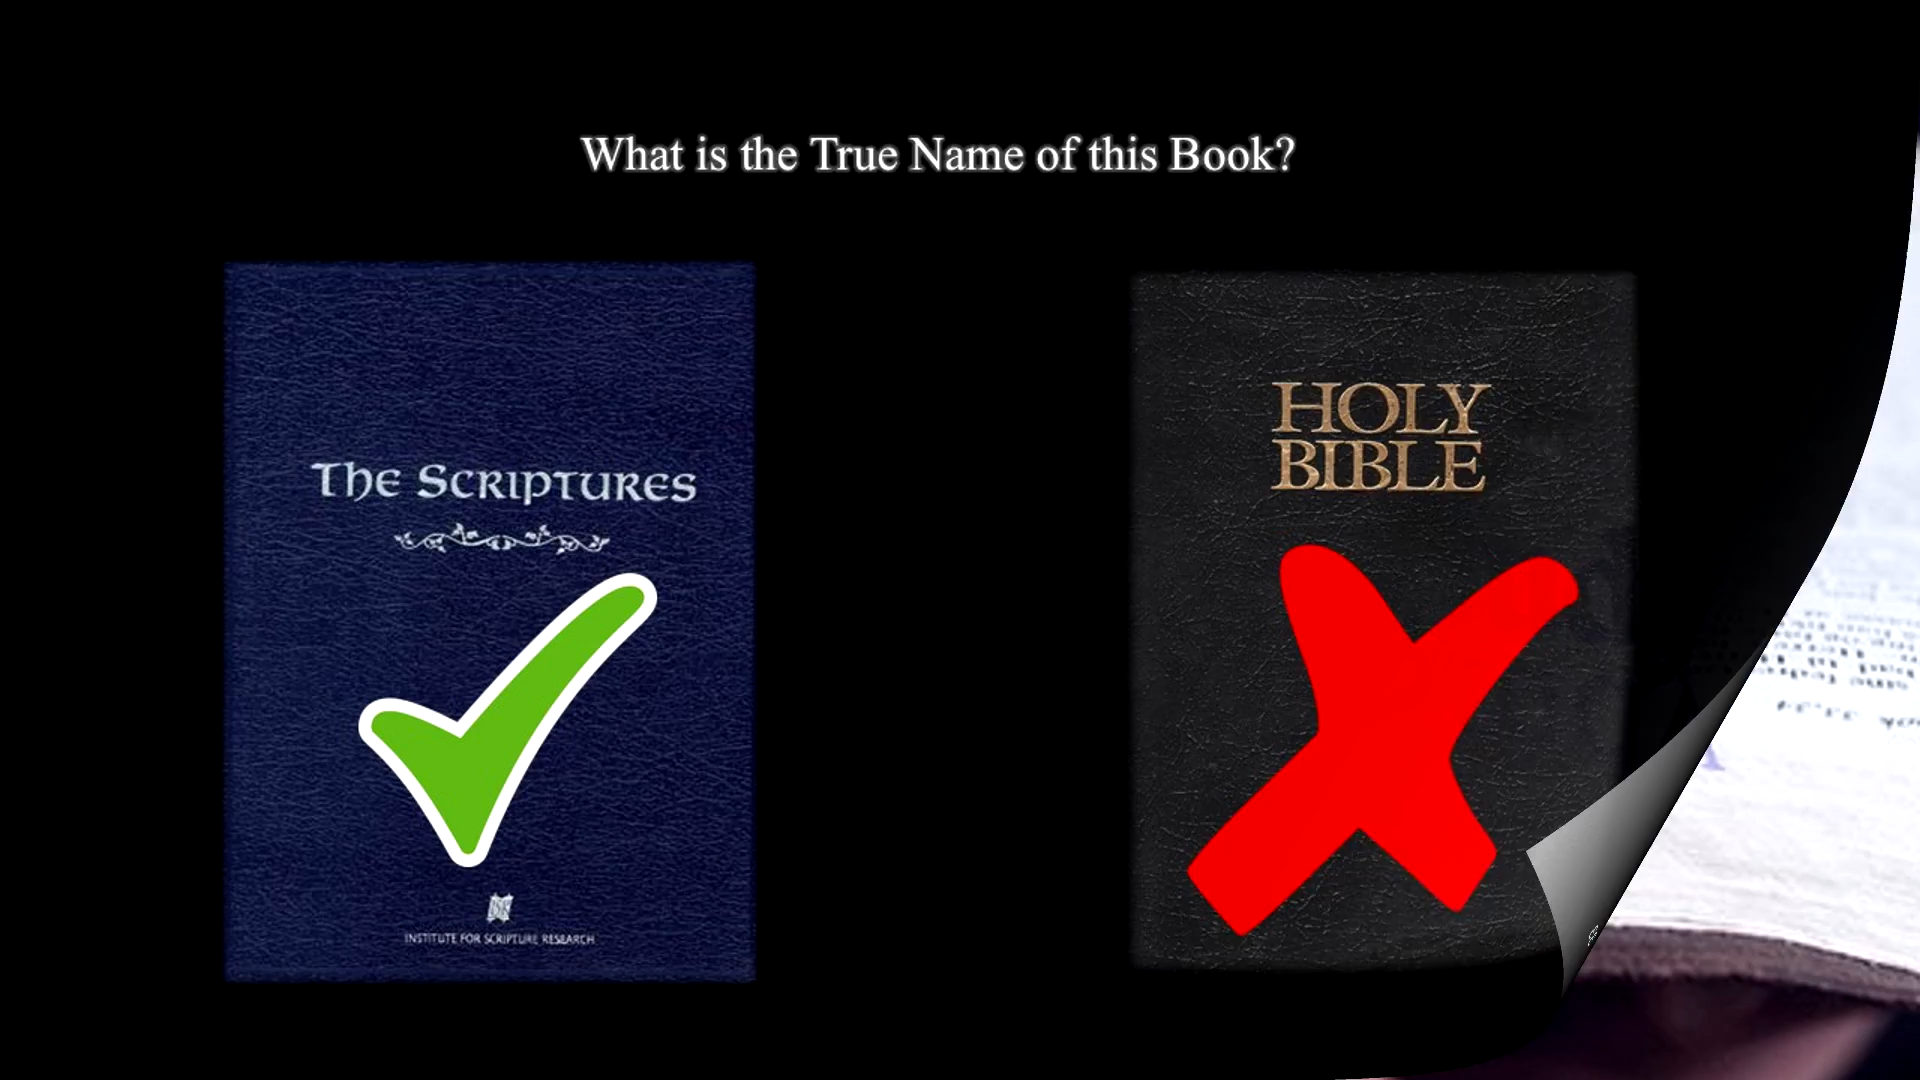 What is the True Name of this Book?
The Scriptures
INSTITUTE FOR SCRIPTURE RESEARCH
HOLY
BIBLE